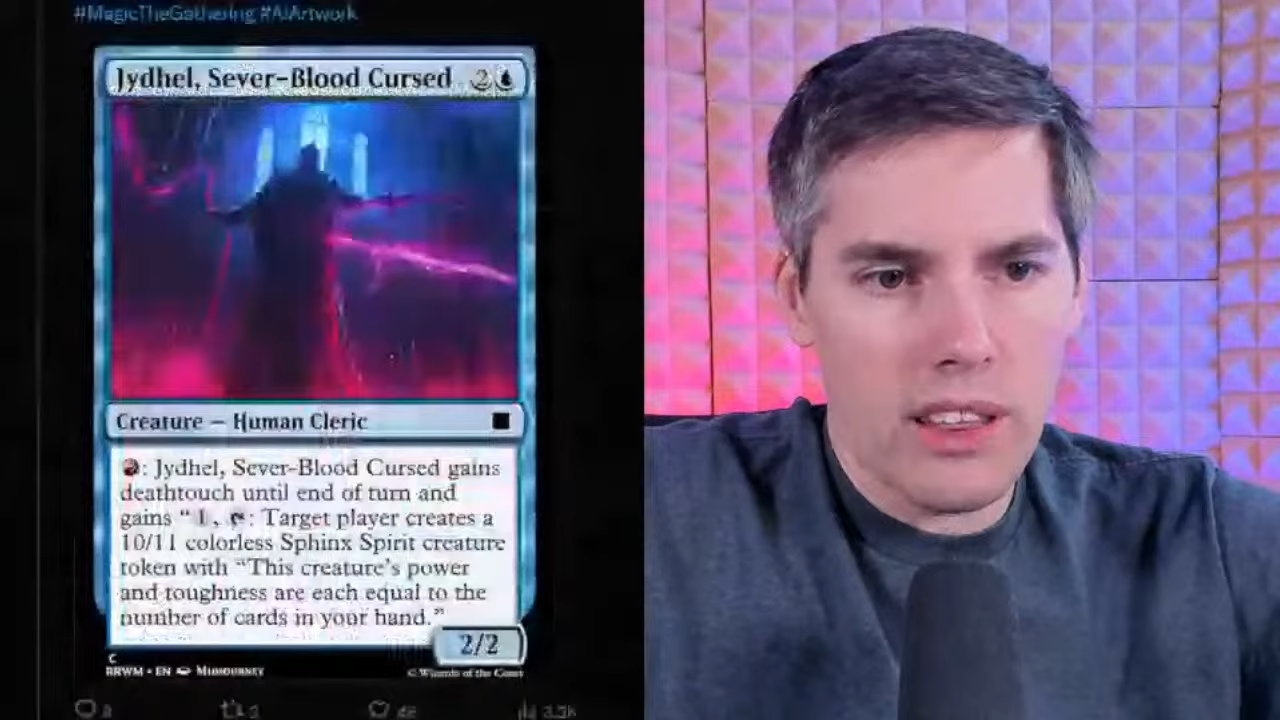 #MagicTheGathering #AIArtwork
Jydhel, Sever-Blood Cursed 2
Creature — Human Cleric
: Jydhel, Sever-Blood Cursed gains
deathtouch until end of turn and
gains “1, : Target player creates a
10/11 colorless Sphinx Spirit creature
token with “This creature's power
and toughness are each equal to the
number of cards in your hand.”
2/2
C
BRWM • EN Midjourney
© Wizards of the Coast